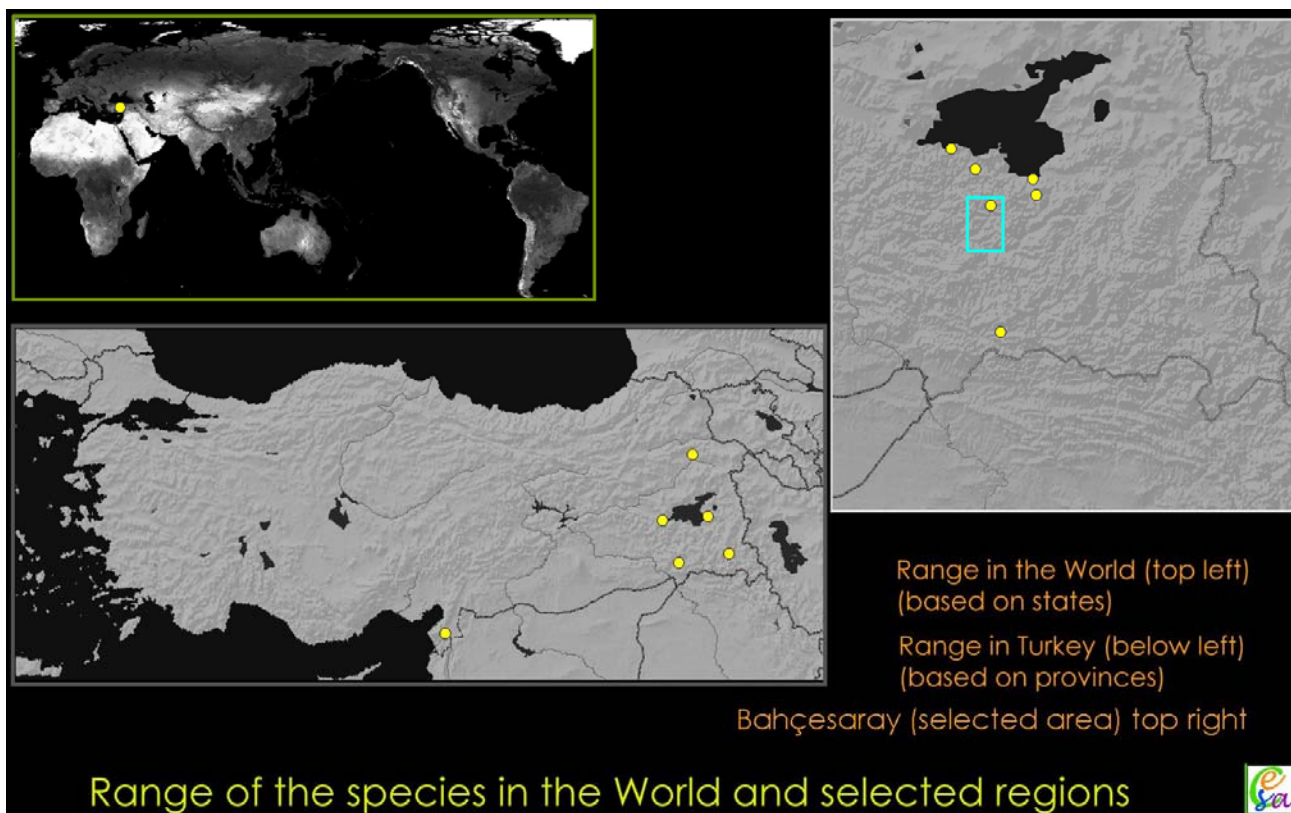 Range in the World (top left)
(based on states)
Range in Turkey (below left)
(based on provinces)
Bahçesaray (selected area) top right
Range of the species in the World and selected regions
esa